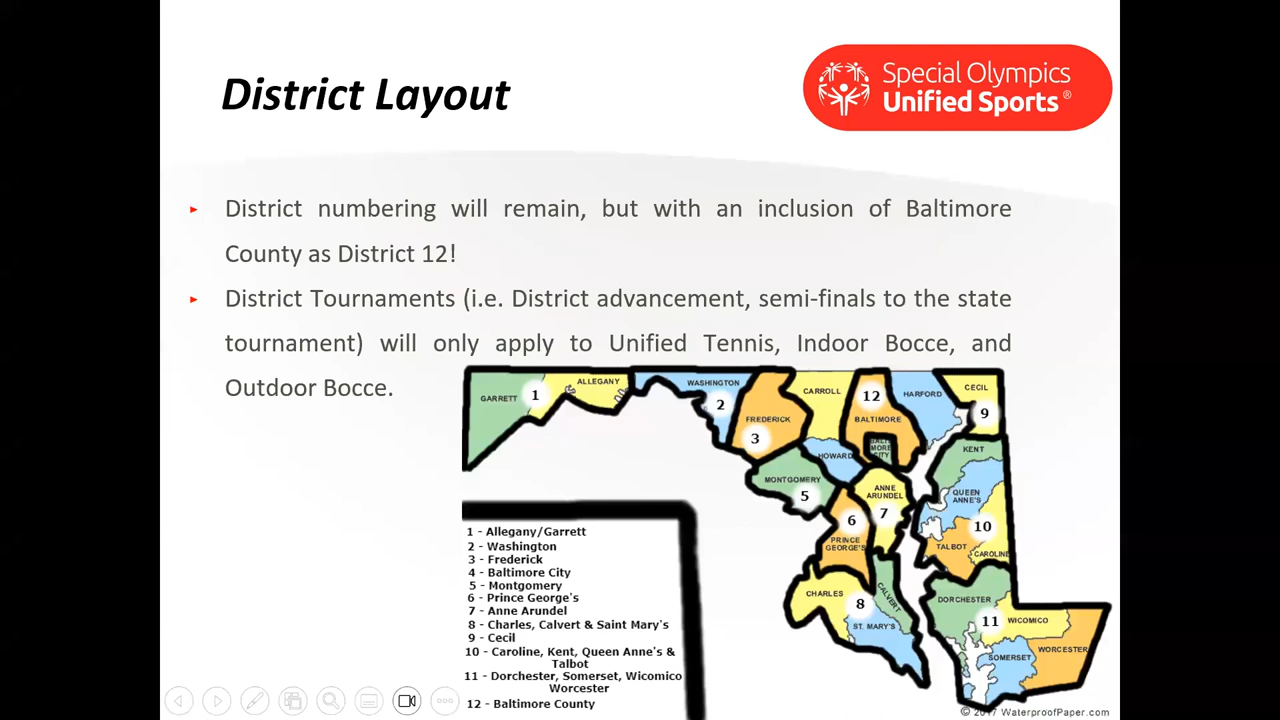 District Layout
Special Olympics
Unified Sports®
District numbering will remain, but with an inclusion of Baltimore
County as District 12!
District Tournaments (i.e. District advancement, semi-finals to the state
tournament) will only apply to Unified Tennis, Indoor Bocce, and
Outdoor Bocce.
GARRETT
1
ALLEGANY
WASHINGTON
2
FREDERICK
3
CARROLL
12
BALTIMORE
HARFORD
CECIL
9
BALTI
MORE
CITY
HOWARD
KENT
MONTGOMERY
5
ANNE
ARUNDEL
7
QUEEN
ANNE'S
10
6
PRINCE
GEORGE'S
TALBOT
CAROLINE
CHARLES
CALVERT
8
ST. MARY'S
DORCHESTER
11
WICOMICO
SOMERSET
WORCESTER
1 - Allegany/Garrett
2 - Washington
3 - Frederick
4 - Baltimore City
5 - Montgomery
6 - Prince George's
7 - Anne Arundel
8 - Charles, Calvert & Saint Mary's
9 - Cecil
10 - Caroline, Kent, Queen Anne's &
Talbot
11 - Dorchester, Somerset, Wicomico
Worcester
12 - Baltimore County
© 2017 WaterproofPaper.com